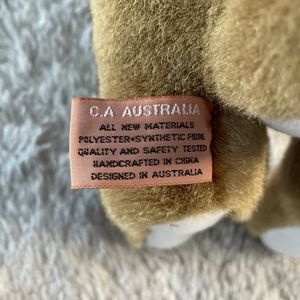 C.A AUSTRALIA
ALL NEW MATERIALS
POLYESTER+SYNTHETIC FIBRE
QUALITY AND SAFETY TESTED
HANDCRAFTED IN CHINA
DESIGNED IN AUSTRALIA